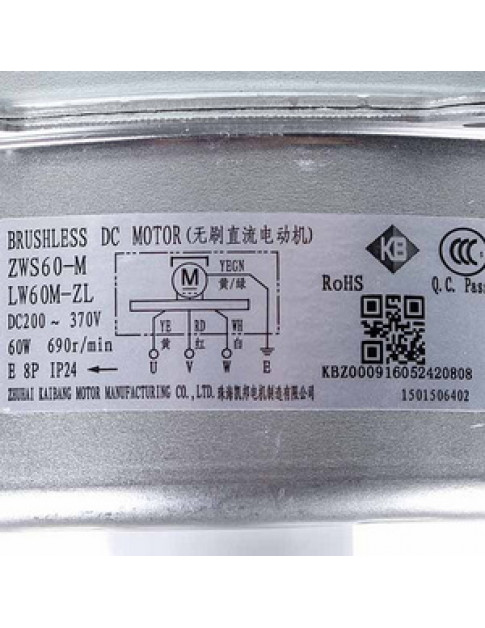 BRUSHLESS DC MOTOR(无刷直流电动机)
ZWS60-M
LW60M-ZL
DC200~370V
60W 690r/min
E 8P IP24 ←
M
YEGN
黄/绿
YE RD WH
黄 红 白
U V W E
ZHUHAI KAIBANG MOTOR MANUFACTURING CO.,LTD.珠海凯邦电机制造有限公司
KB
CCC
RoHS
Q.C. Pass
KBZ000916052420808
1501506402